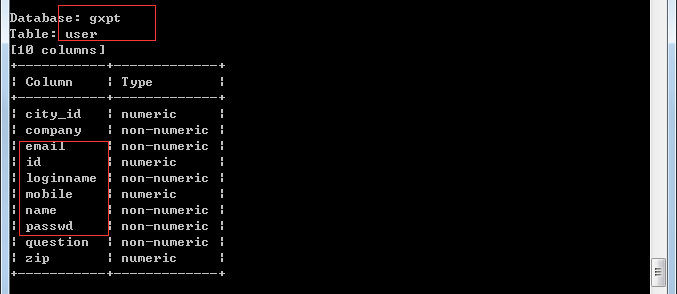 Database: gxpt
Table: user
[10 columns]
+-----------+-------------+
¦ Column ¦ Type ¦
+-----------+-------------+
¦ city_id ¦ numeric ¦
¦ company ¦ non-numeric ¦
¦ email ¦ non-numeric ¦
¦ id ¦ numeric ¦
¦ loginname ¦ non-numeric ¦
¦ mobile ¦ numeric ¦
¦ name ¦ non-numeric ¦
¦ passwd ¦ non-numeric ¦
¦ question ¦ non-numeric ¦
¦ zip ¦ numeric ¦
+-----------+-------------+